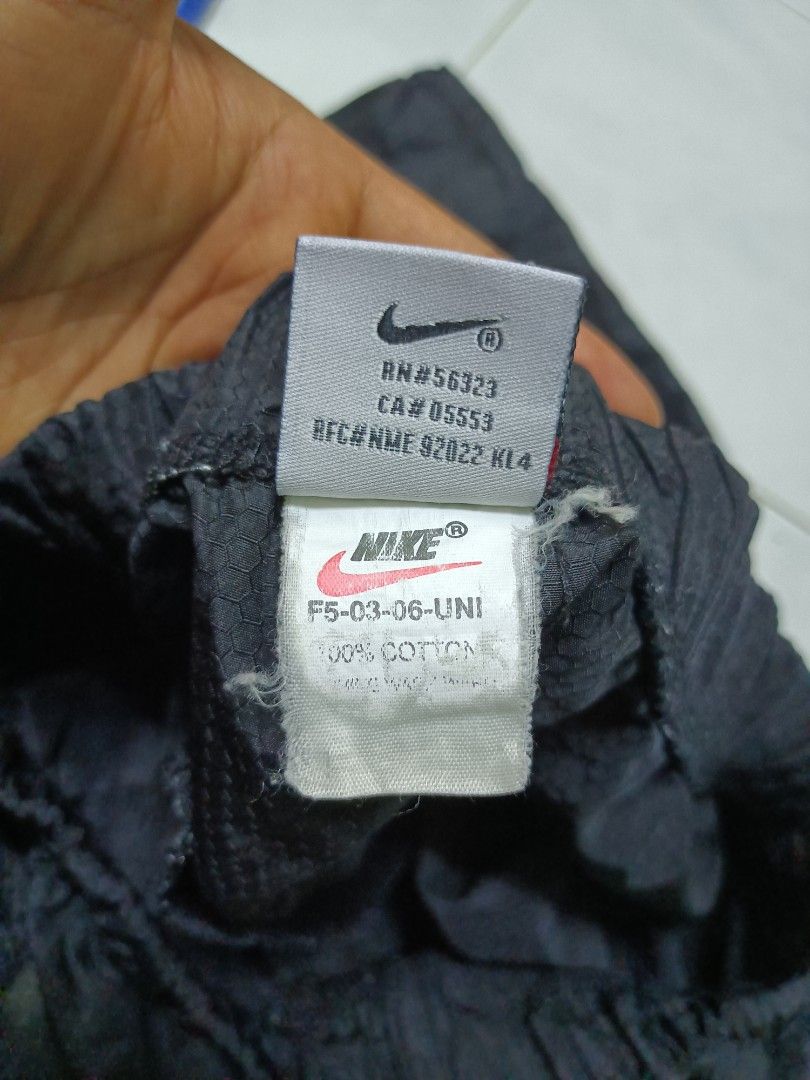 ®
RN#56323
CA#05553
RFC#NME 92022 KL4
NIKE®
F5-03-06-UNI
100% COTTON